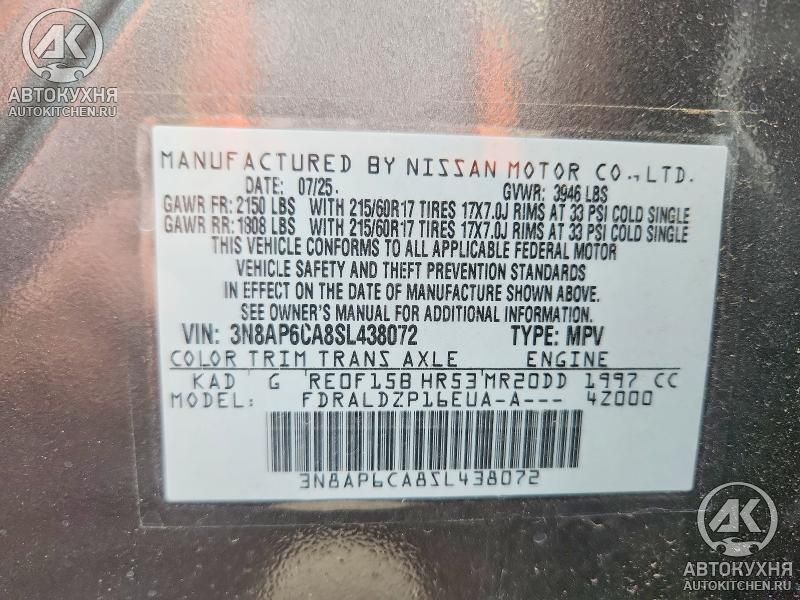 АК
АВТОКУХНЯ
AUTOKITCHEN.RU
MANUFACTURED BY NISSAN MOTOR CO.,LTD.
DATE: 07/25. GVWR: 3946 LBS
GAWR FR: 2150 LBS WITH 215/60R17 TIRES 17X7.0J RIMS AT 33 PSI COLD SINGLE
GAWR RR: 1808 LBS WITH 215/60R17 TIRES 17X7.0J RIMS AT 33 PSI COLD SINGLE
THIS VEHICLE CONFORMS TO ALL APPLICABLE FEDERAL MOTOR
VEHICLE SAFETY AND THEFT PREVENTION STANDARDS
IN EFFECT ON THE DATE OF MANUFACTURE SHOWN ABOVE.
SEE OWNER'S MANUAL FOR ADDITIONAL INFORMATION
VIN: 3N8AP6CA8SL438072 TYPE: MPV
COLOR TRIM TRANS AXLE ENGINE
KAD G RE0F15B HR53 MR20DD 1997 CC
MODEL: FDRALDZP16EUA-A--- 4Z000
3N8AP6CA8SL438072
АК
АВТОКУХНЯ
AUTOKITCHEN.RU